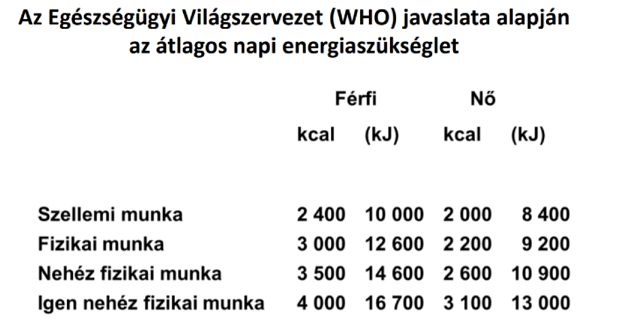 Az Egészségügyi Világszervezet (WHO) javaslata alapján
az átlagos napi energiaszükséglet
Férfi Nő
kcal (kJ) kcal (kJ)
Szellemi munka 2 400 10 000 2 000 8 400
Fizikai munka 3 000 12 600 2 200 9 200
Nehéz fizikai munka 3 500 14 600 2 600 10 900
Igen nehéz fizikai munka 4 000 16 700 3 100 13 000